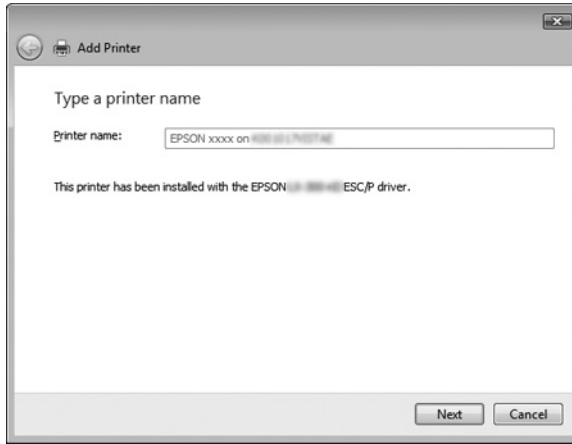 Add Printer
Type a printer name
Printer name:
EPSON xxxx on
This printer has been installed with the EPSON ESC/P driver.
Next
Cancel